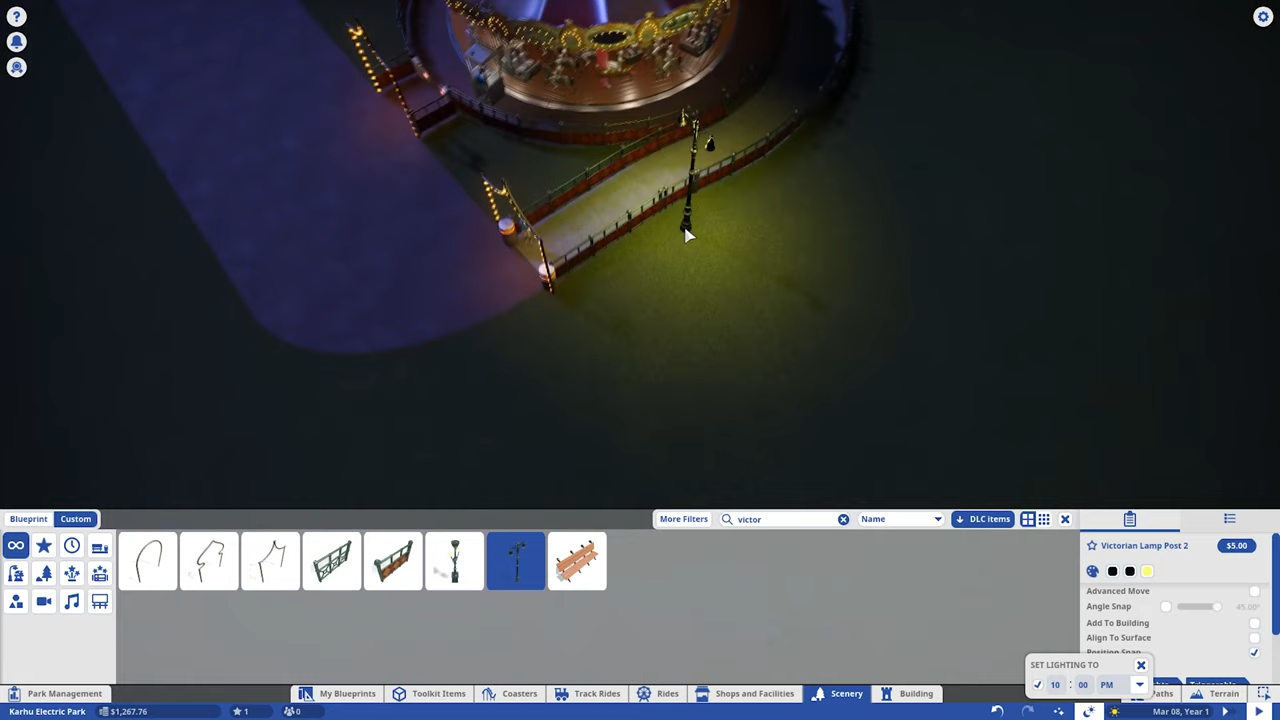 Blueprint Custom More Filters victor Name DLC items
Victorian Lamp Post 2 $5.00
Advanced Move
Angle Snap 45.00°
Add To Building
Align To Surface
SET LIGHTING TO
10 : 00 PM
Park Management My Blueprints Toolkit Items Coasters Track Rides Rides Shops and Facilities Scenery Building Paths Terrain
Karhu Electric Park $1,267.76 1 0 Mar 08, Year 1